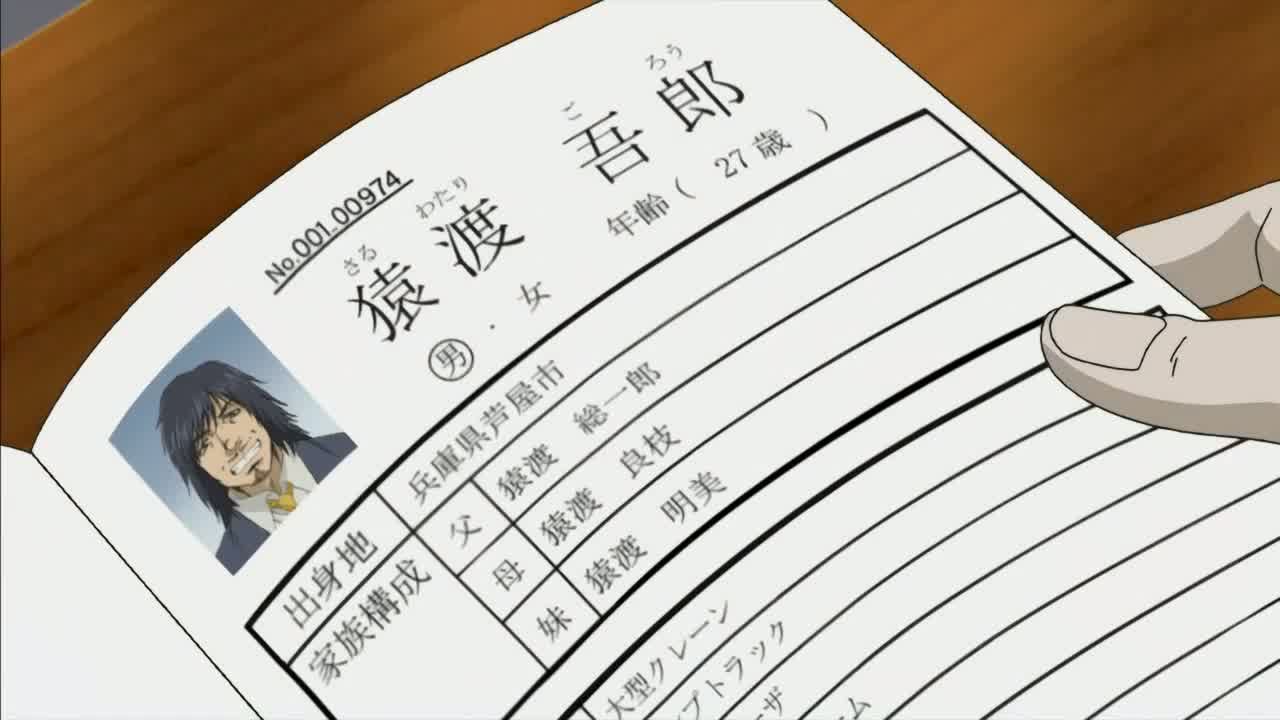 No.001.00974
さる わたり ご ろう
猿渡 吾郎
男・女 年齢( 27歳 )
出身地 兵庫県芦屋市
家族構成 父 猿渡 総一郎
母 猿渡 良枝
妹 猿渡 明美
大型クレーン
プトラック
ーザ
ーム